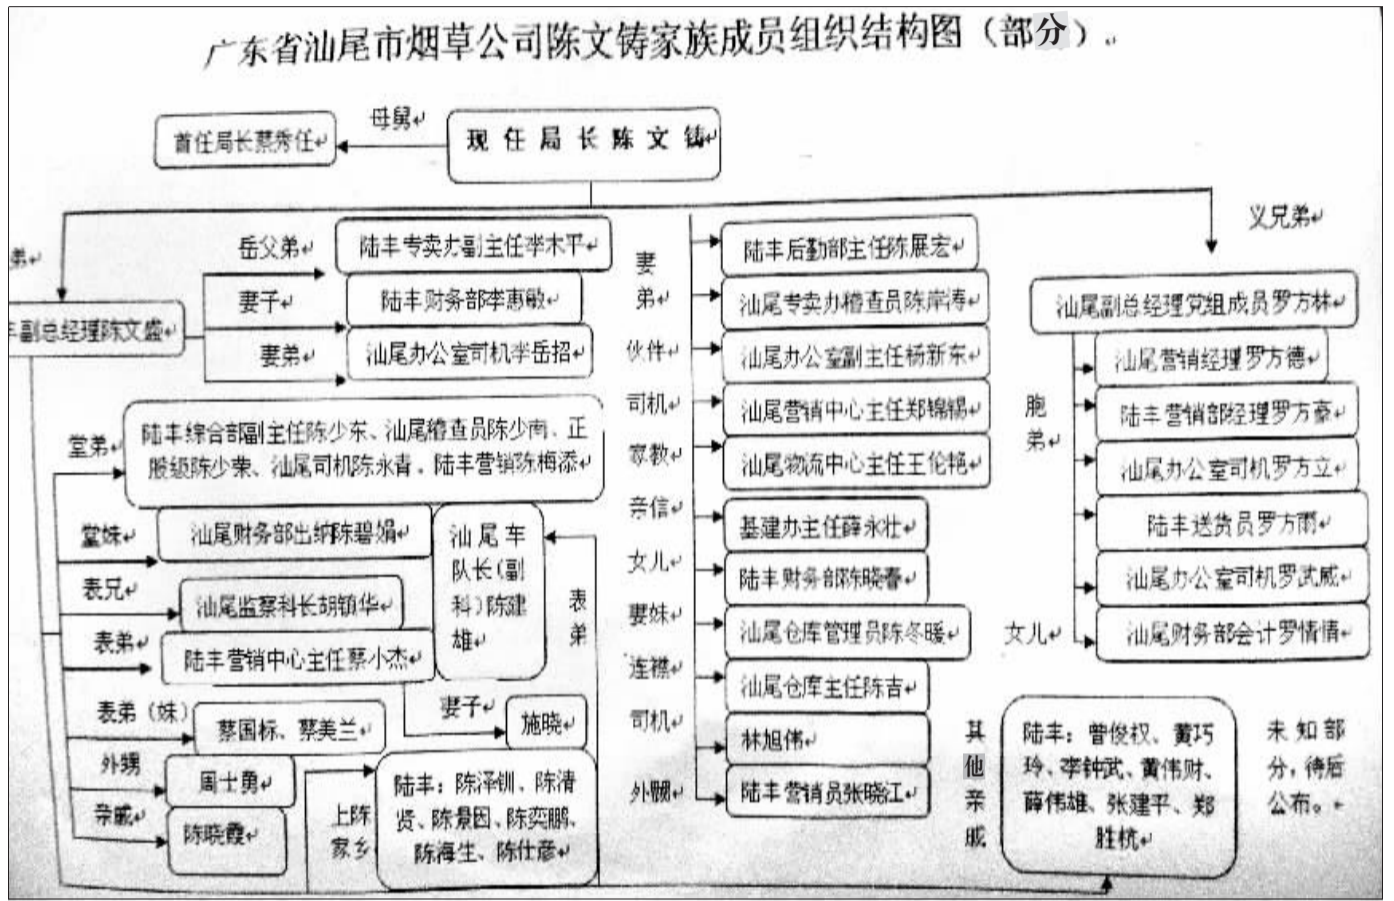 广东省汕尾市烟草公司陈文铸家族成员组织结构图（部分）。
母舅
首任局长蔡秀任
现任局长陈文铸
弟
义兄弟
丰副总经理陈文盛
岳父弟
陆丰专卖办副主任李木平
妻子
陆丰财务部李惠敏
妻弟
汕尾办公室司机李岳招
堂弟
陆丰综合部副主任陈少东、汕尾稽查员陈少南、正
股级陈少荣、汕尾司机陈永青。陆丰营销陈梅添
堂妹
汕尾财务部出纳陈碧娟
表兄
汕尾监察科长胡镇华
表弟
陆丰营销中心主任蔡小杰
汕尾车
队长（副
科）陈建
雄
表
弟
妻子
施晓
表弟（妹）
蔡国标、蔡美兰
外甥
周士勇
亲戚
陈晓霞
上陈
家乡
陆丰：陈泽钏、陈清
贤、陈景因、陈奕鹏、
陈海生、陈仕彦
妻
弟
陆丰后勤部主任陈展宏
汕尾专卖办稽查员陈岸涛
伙伴
汕尾办公室副主任杨新东
司机
汕尾营销中心主任郑锦锡
家教
汕尾物流中心主任王伦艳
亲信
基建办主任薛永壮
女儿
陆丰财务部陈晓春
妻妹
汕尾仓库管理员陈冬暖
连襟
汕尾仓库主任陈吉
司机
林旭伟
外甥
陆丰营销员张晓江
汕尾副总经理党组成员罗方林
胞
弟
汕尾营销经理罗方德
陆丰营销部经理罗方豪
汕尾办公室司机罗方立
陆丰送货员罗方雨
汕尾办公室司机罗武威
女儿
汕尾财务部会计罗情情
其
他
亲
戚
陆丰：曾俊权、黄巧
玲、李钟武、黄伟财、
薛伟雄、张建平、郑
胜杭
未知部
分，待后
公布。